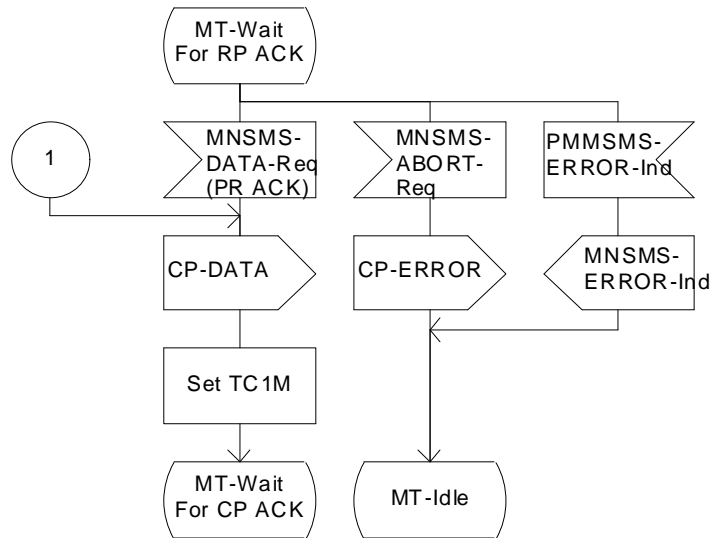 MT-Wait
For RP ACK
1
MNSMS-
DATA-Req
(PR ACK)
MNSMS-
ABORT-
Req
PMMSMS-
ERROR-Ind
CP-DATA
CP-ERROR
MNSMS-
ERROR-Ind
Set TC1M
MT-Wait
For CP ACK
MT-Idle